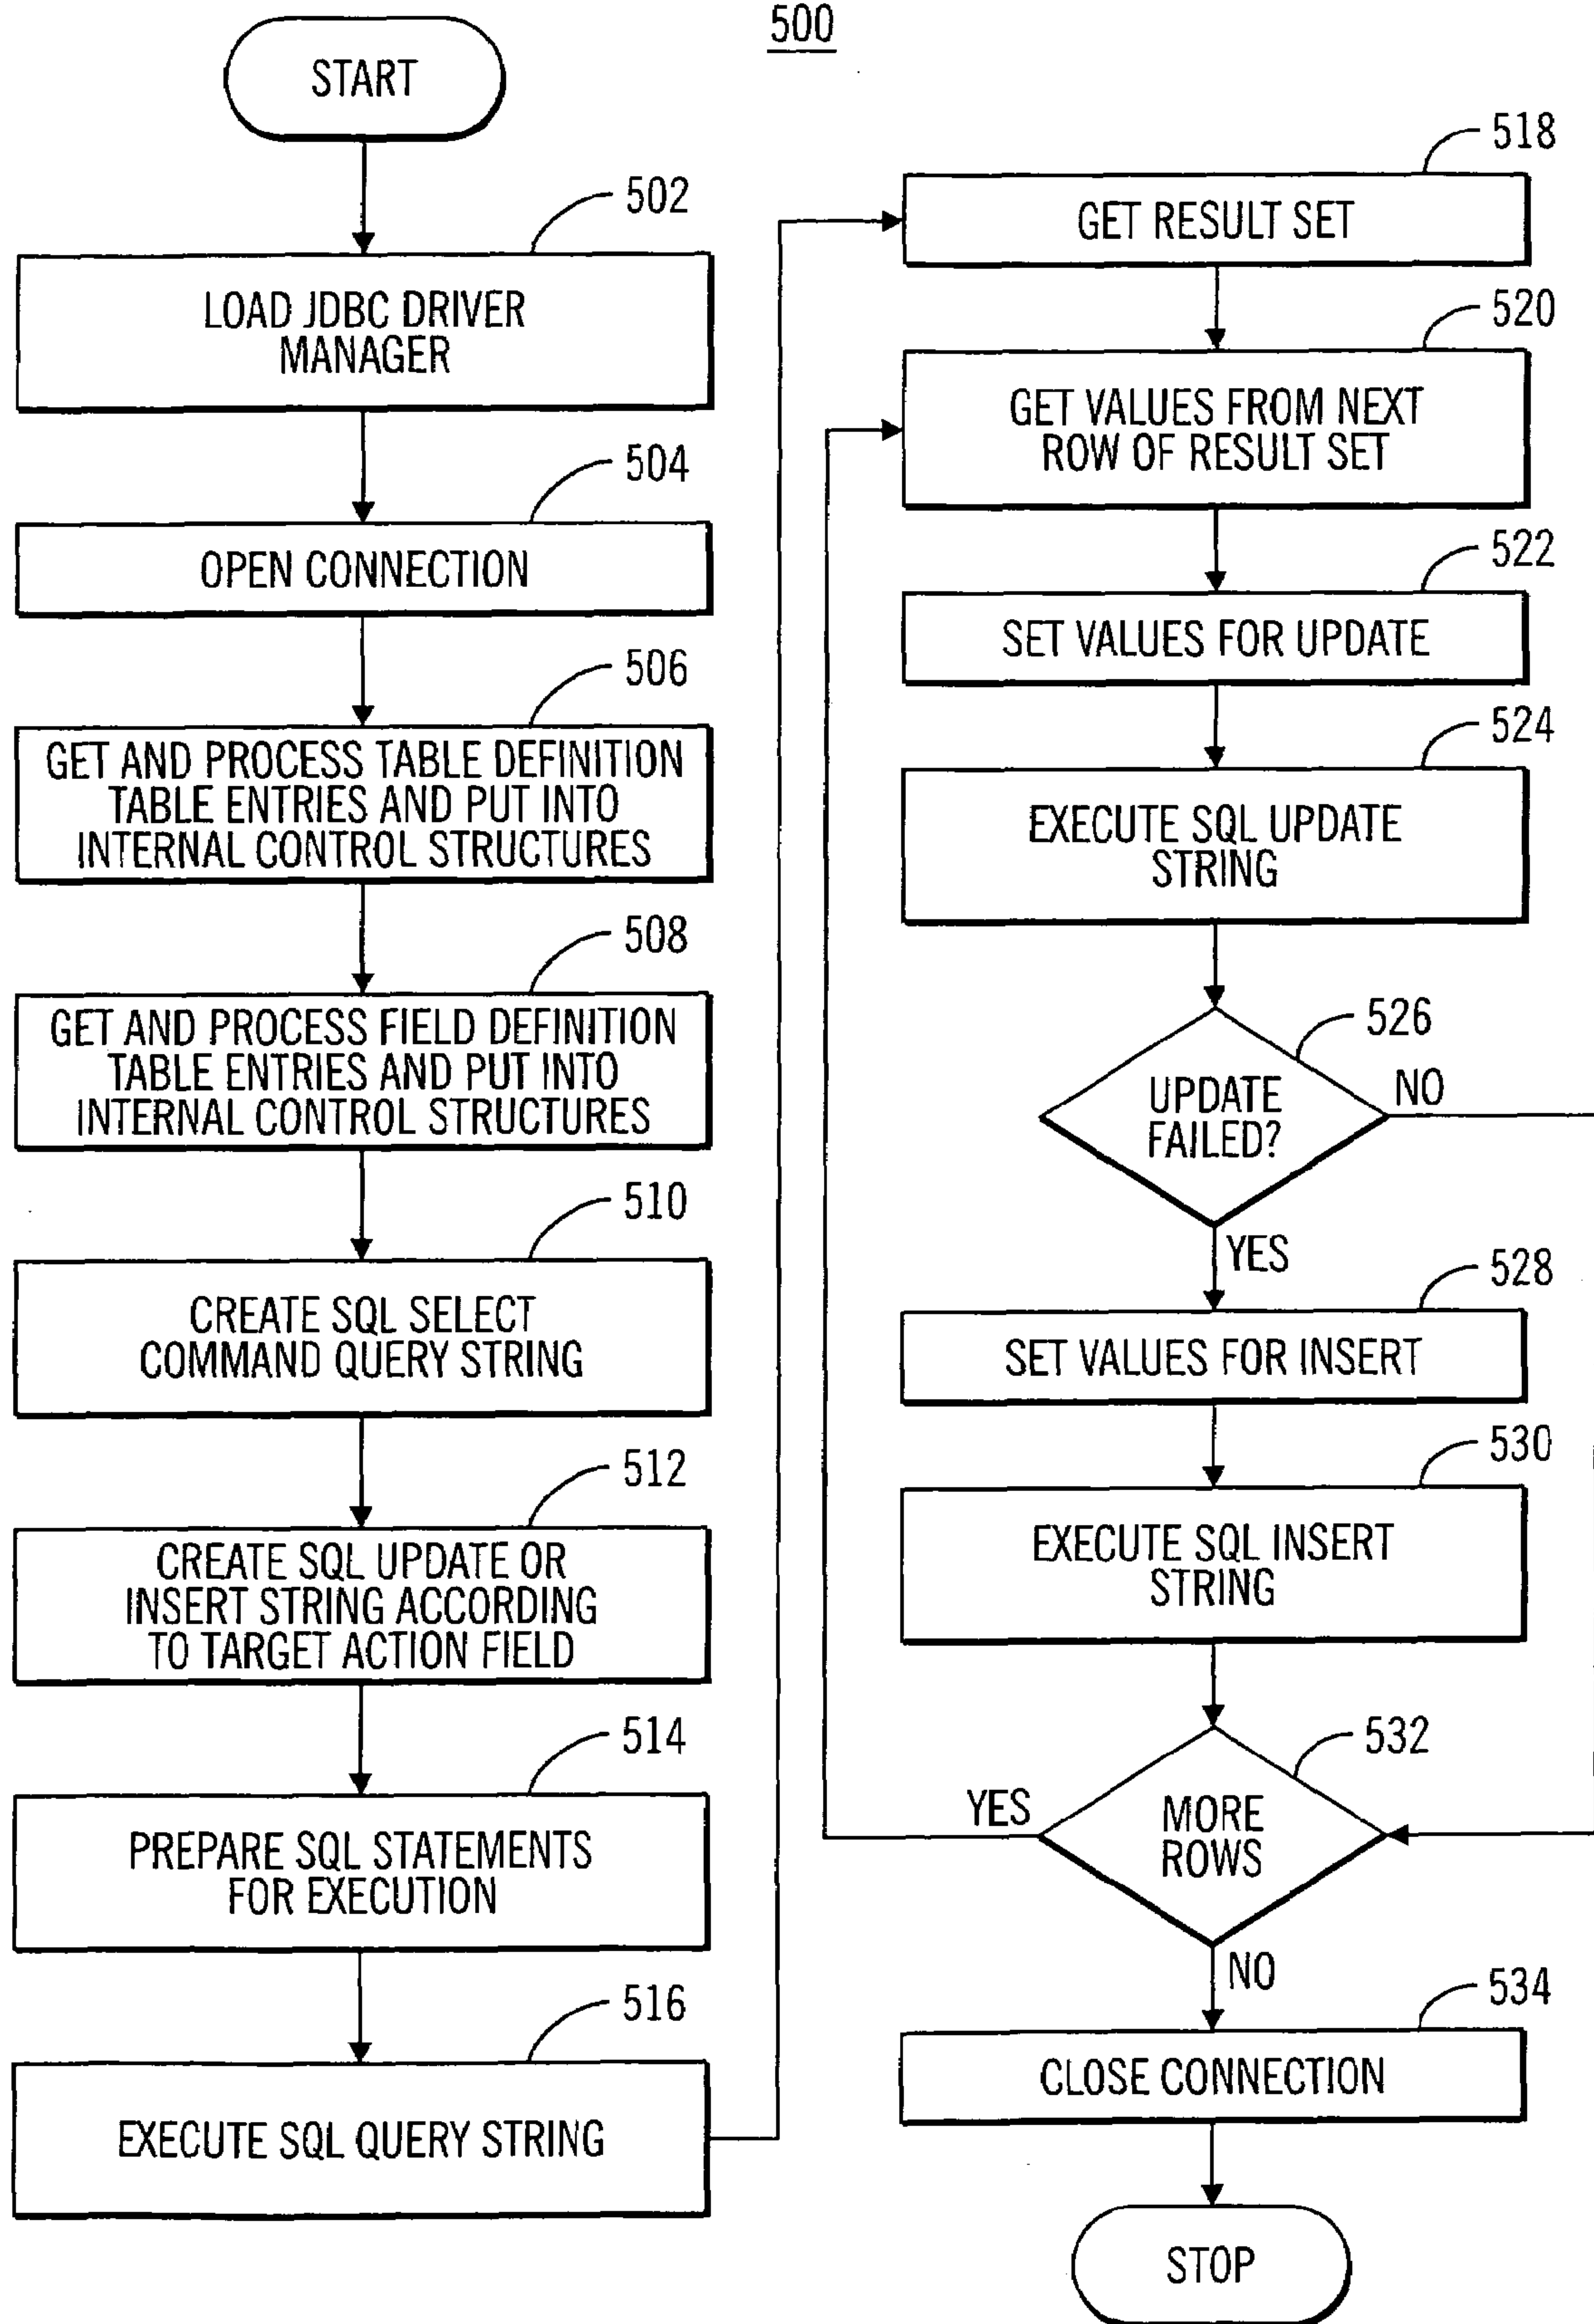 500
START
502
LOAD JDBC DRIVER
MANAGER
504
OPEN CONNECTION
506
GET AND PROCESS TABLE DEFINITION
TABLE ENTRIES AND PUT INTO
INTERNAL CONTROL STRUCTURES
508
GET AND PROCESS FIELD DEFINITION
TABLE ENTRIES AND PUT INTO
INTERNAL CONTROL STRUCTURES
510
CREATE SQL SELECT
COMMAND QUERY STRING
512
CREATE SQL UPDATE OR
INSERT STRING ACCORDING
TO TARGET ACTION FIELD
514
PREPARE SQL STATEMENTS
FOR EXECUTION
516
EXECUTE SQL QUERY STRING
518
GET RESULT SET
520
GET VALUES FROM NEXT
ROW OF RESULT SET
522
SET VALUES FOR UPDATE
524
EXECUTE SQL UPDATE
STRING
526
UPDATE
FAILED?
NO
YES
528
SET VALUES FOR INSERT
530
EXECUTE SQL INSERT
STRING
532
MORE
ROWS
YES
NO
534
CLOSE CONNECTION
STOP